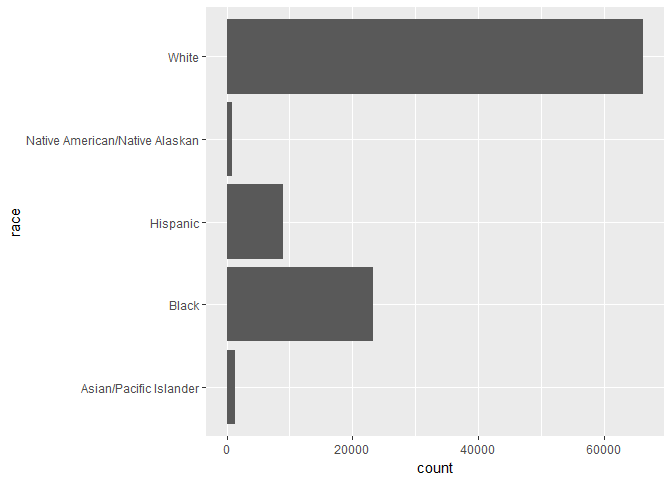 White
Native American/Native Alaskan
Hispanic
Black
Asian/Pacific Islander
race
0 20000 40000 60000
count